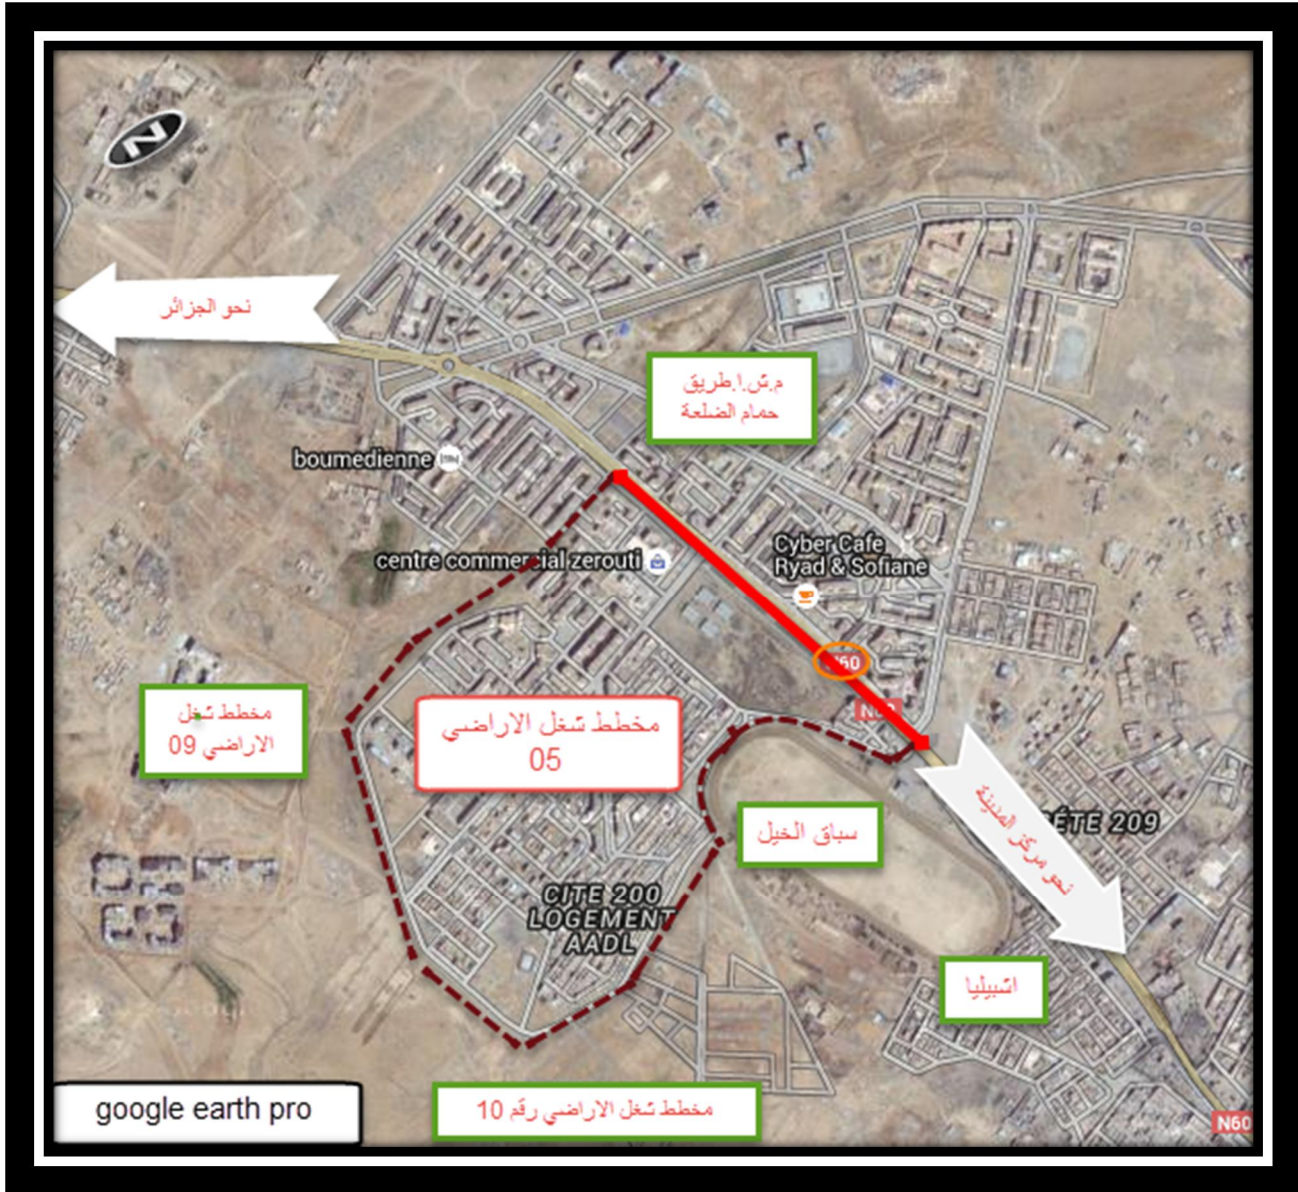 N
نحو الجزائر
م.ش.ا.طريق
حمام الضلعة
boumedienne
centre commercial zerouti
Cyber Cafe
Ryad & Sofiane
N60
مخطط شغل
الاراضي 09
مخطط شغل الاراضي
05
سباق الخيل
نحو مركز المدينة
ÉTE 209
CITE 200
LOGEMENT
AADL
اشبيليا
google earth pro
مخطط شغل الاراضي رقم 10
N60